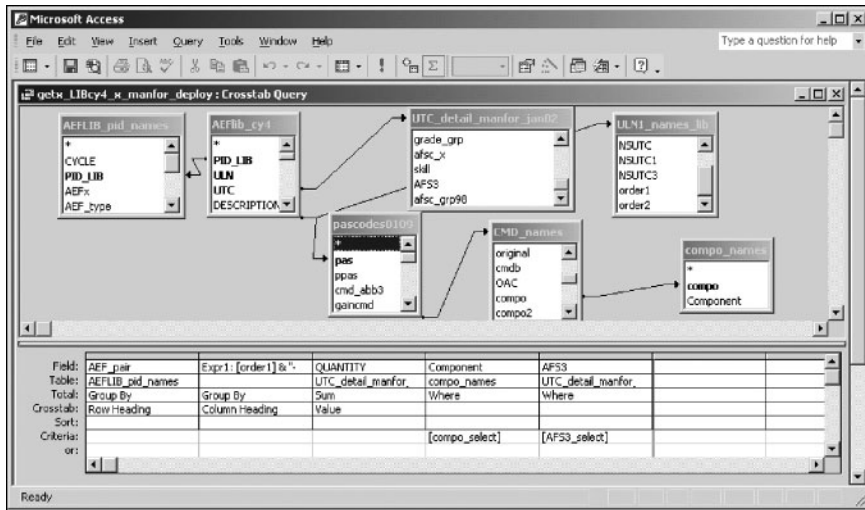 Microsoft Access
File Edit View Insert Query Tools Window Help
Type a question for help
getx_LIBcy4_x_manfor_deploy : Crosstab Query
AEFLIB_pid_names
*
CYCLE
PID_LIB
AEFx
AEF_type
AEFlib_cy4
*
PID_LIB
ULN
UTC
DESCRIPTION
UTC_detail_manfor-jan02
grade_grp
afsc_x
skill
AFS3
afsc_grp98
ULN1_names_lib
NSUTC
NSUTC1
NSUTC3
order1
order2
pascodes0109
*
pas
ppas
cmd_abb3
gaincmd
CMD_names
original
cmdb
OAC
compo
compo2
compo_names
*
compo
Component
Field: AEF_pair Expr1: [order1] & "- QUANTITY Component AFS3
Table: AEFLIB_pid_names UTC_detail_manfor_ compo_names UTC_detail_manfor_
Total: Group By Group By Sum Where Where
Crosstab: Row Heading Column Heading Value
Sort:
Criteria: [compo_select] [AFS3_select]
or:
Ready